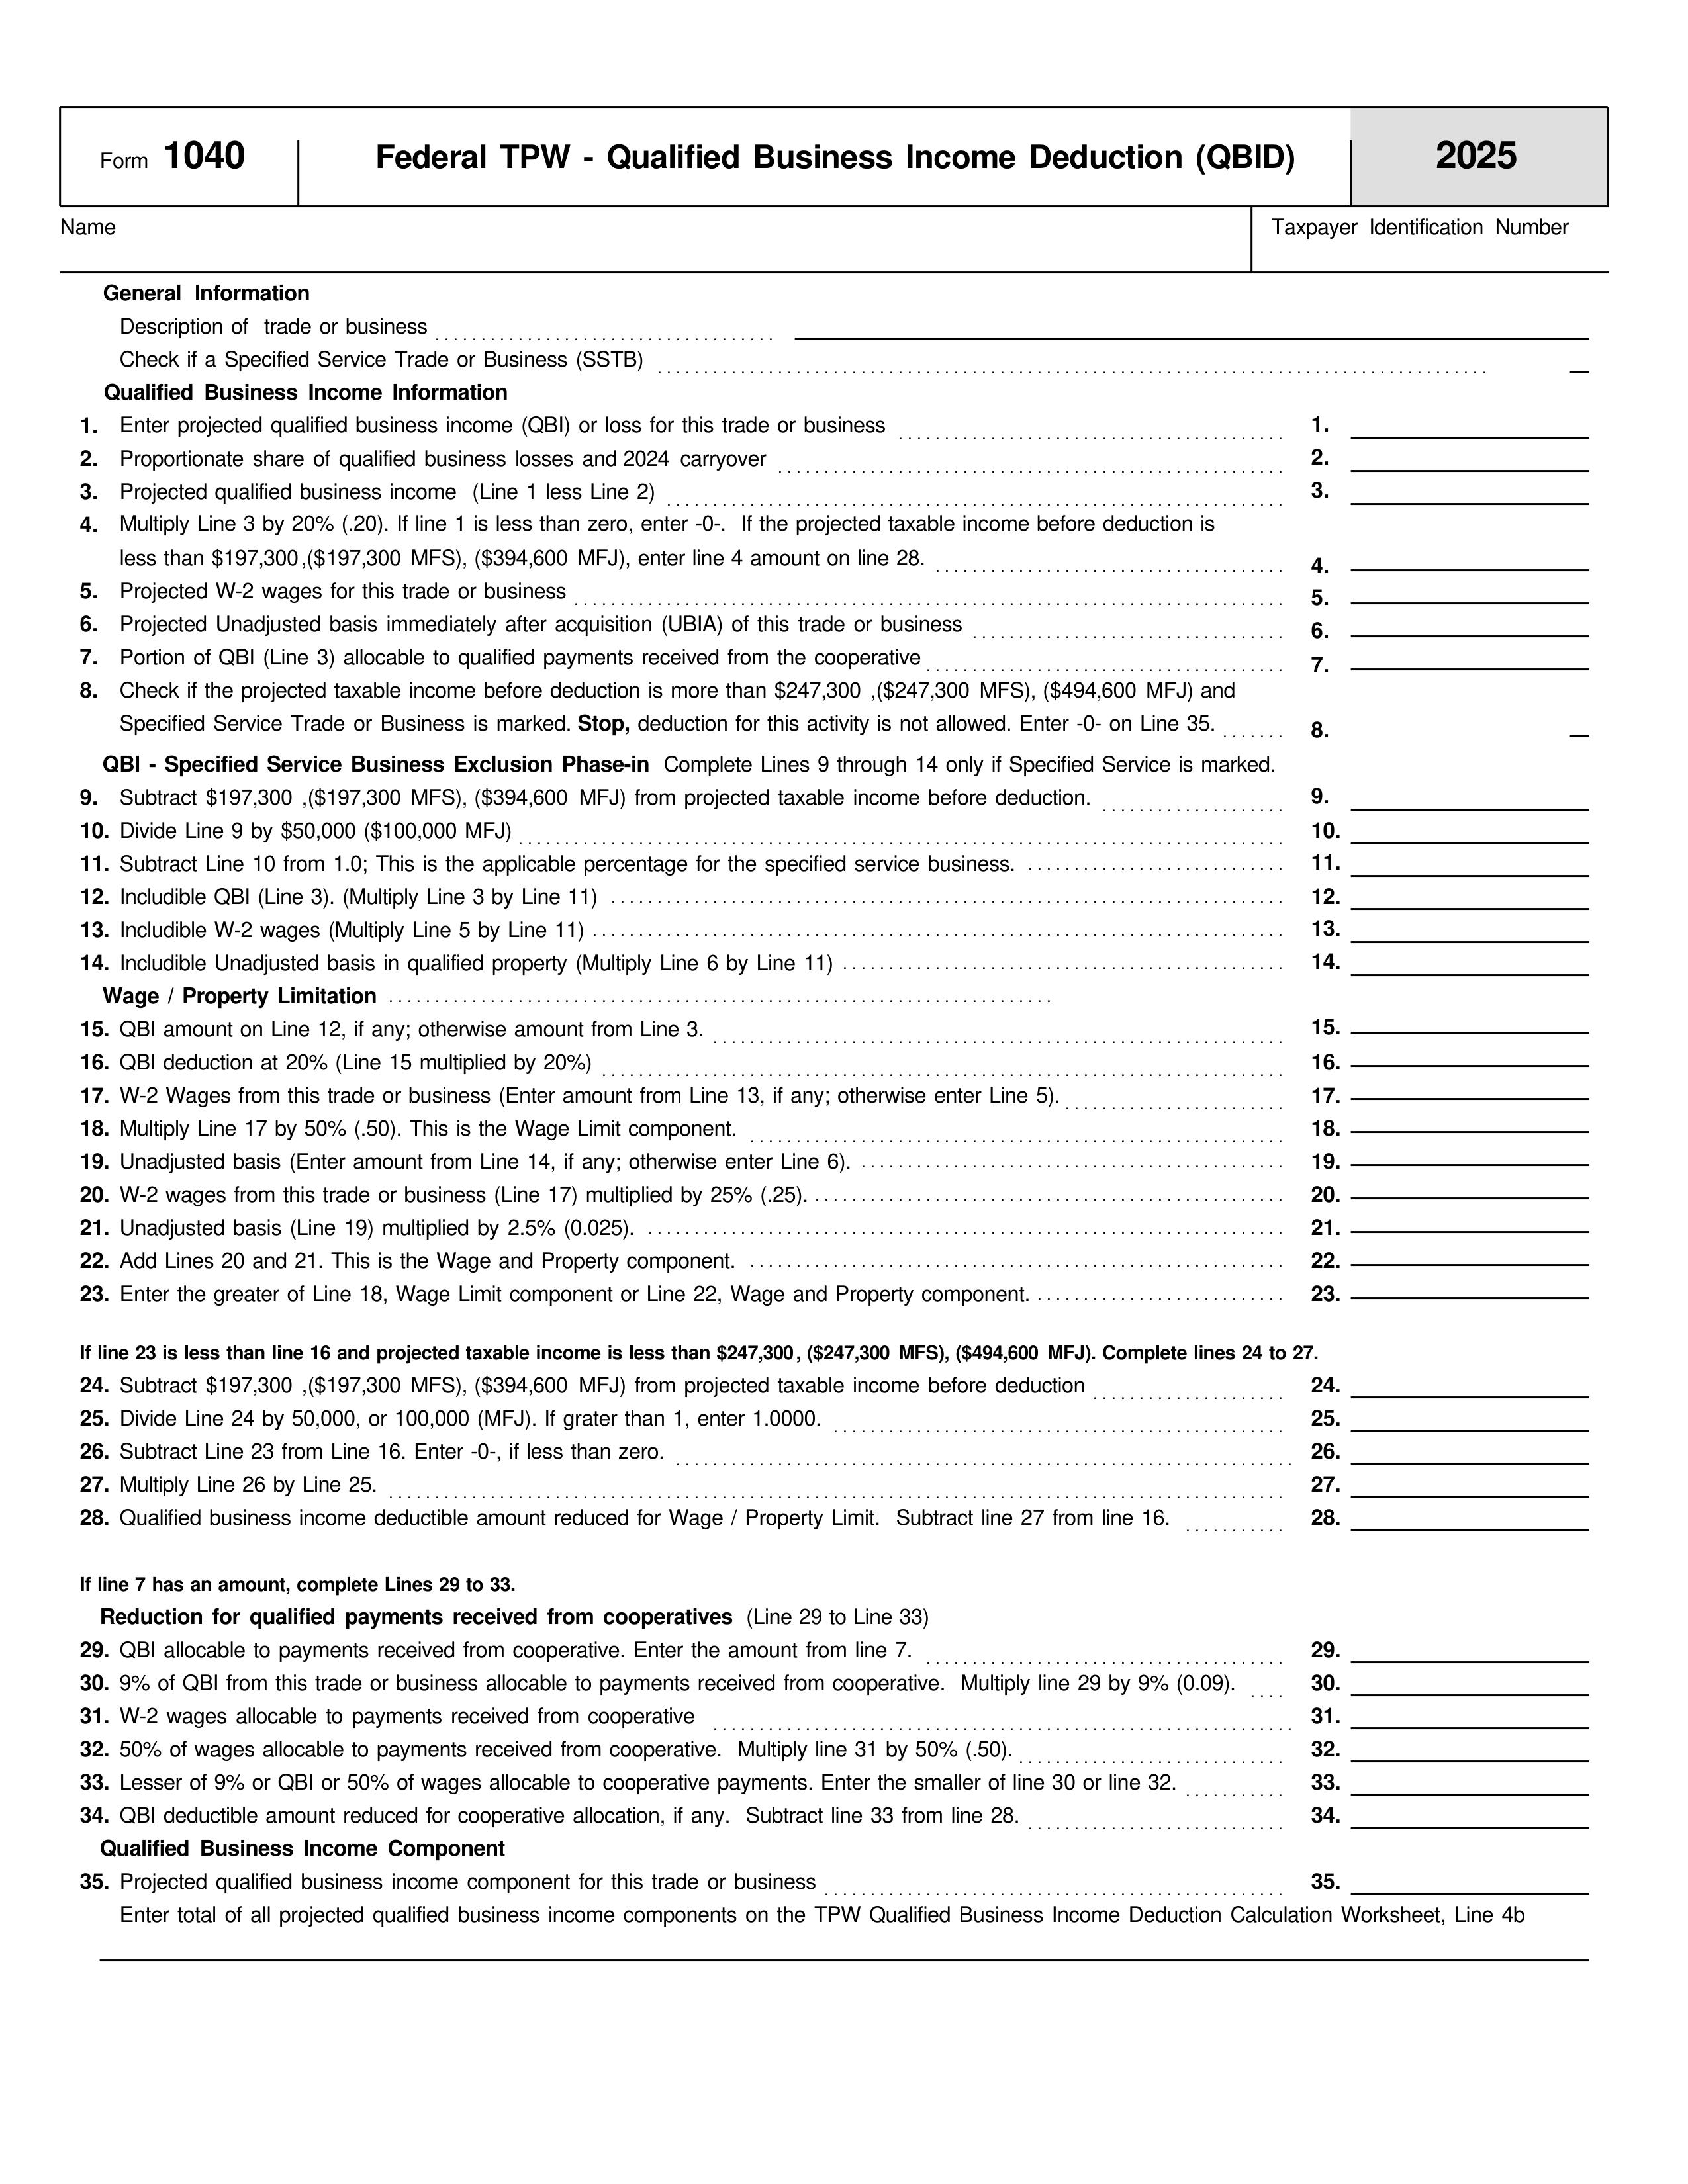 Form 1040 Federal TPW - Qualified Business Income Deduction (QBID) 2025
Name Taxpayer Identification Number
General Information
Description of trade or business
Check if a Specified Service Trade or Business (SSTB)
Qualified Business Income Information
1. Enter projected qualified business income (QBI) or loss for this trade or business 1.
2. Proportionate share of qualified business losses and 2024 carryover 2.
3. Projected qualified business income (Line 1 less Line 2) 3.
4. Multiply Line 3 by 20% (.20). If line 1 is less than zero, enter -0-. If the projected taxable income before deduction is
less than $197,300,($197,300 MFS), ($394,600 MFJ), enter line 4 amount on line 28. 4.
5. Projected W-2 wages for this trade or business 5.
6. Projected Unadjusted basis immediately after acquisition (UBIA) of this trade or business 6.
7. Portion of QBI (Line 3) allocable to qualified payments received from the cooperative 7.
8. Check if the projected taxable income before deduction is more than $247,300 ,($247,300 MFS), ($494,600 MFJ) and
Specified Service Trade or Business is marked. Stop, deduction for this activity is not allowed. Enter -0- on Line 35. 8.
QBI - Specified Service Business Exclusion Phase-in Complete Lines 9 through 14 only if Specified Service is marked.
9. Subtract $197,300 ,($197,300 MFS), ($394,600 MFJ) from projected taxable income before deduction. 9.
10. Divide Line 9 by $50,000 ($100,000 MFJ) 10.
11. Subtract Line 10 from 1.0; This is the applicable percentage for the specified service business. 11.
12. Includible QBI (Line 3). (Multiply Line 3 by Line 11) 12.
13. Includible W-2 wages (Multiply Line 5 by Line 11) 13.
14. Includible Unadjusted basis in qualified property (Multiply Line 6 by Line 11) 14.
Wage / Property Limitation
15. QBI amount on Line 12, if any; otherwise amount from Line 3. 15.
16. QBI deduction at 20% (Line 15 multiplied by 20%) 16.
17. W-2 Wages from this trade or business (Enter amount from Line 13, if any; otherwise enter Line 5). 17.
18. Multiply Line 17 by 50% (.50). This is the Wage Limit component. 18.
19. Unadjusted basis (Enter amount from Line 14, if any; otherwise enter Line 6). 19.
20. W-2 wages from this trade or business (Line 17) multiplied by 25% (.25). 20.
21. Unadjusted basis (Line 19) multiplied by 2.5% (0.025). 21.
22. Add Lines 20 and 21. This is the Wage and Property component. 22.
23. Enter the greater of Line 18, Wage Limit component or Line 22, Wage and Property component. 23.
If line 23 is less than line 16 and projected taxable income is less than $247,300, ($247,300 MFS), ($494,600 MFJ). Complete lines 24 to 27.
24. Subtract $197,300 ,($197,300 MFS), ($394,600 MFJ) from projected taxable income before deduction 24.
25. Divide Line 24 by 50,000, or 100,000 (MFJ). If grater than 1, enter 1.0000. 25.
26. Subtract Line 23 from Line 16. Enter -0-, if less than zero. 26.
27. Multiply Line 26 by Line 25. 27.
28. Qualified business income deductible amount reduced for Wage / Property Limit. Subtract line 27 from line 16. 28.
If line 7 has an amount, complete Lines 29 to 33.
Reduction for qualified payments received from cooperatives (Line 29 to Line 33)
29. QBI allocable to payments received from cooperative. Enter the amount from line 7. 29.
30. 9% of QBI from this trade or business allocable to payments received from cooperative. Multiply line 29 by 9% (0.09). 30.
31. W-2 wages allocable to payments received from cooperative 31.
32. 50% of wages allocable to payments received from cooperative. Multiply line 31 by 50% (.50). 32.
33. Lesser of 9% or QBI or 50% of wages allocable to cooperative payments. Enter the smaller of line 30 or line 32. 33.
34. QBI deductible amount reduced for cooperative allocation, if any. Subtract line 33 from line 28. 34.
Qualified Business Income Component
35. Projected qualified business income component for this trade or business 35.
Enter total of all projected qualified business income components on the TPW Qualified Business Income Deduction Calculation Worksheet, Line 4b